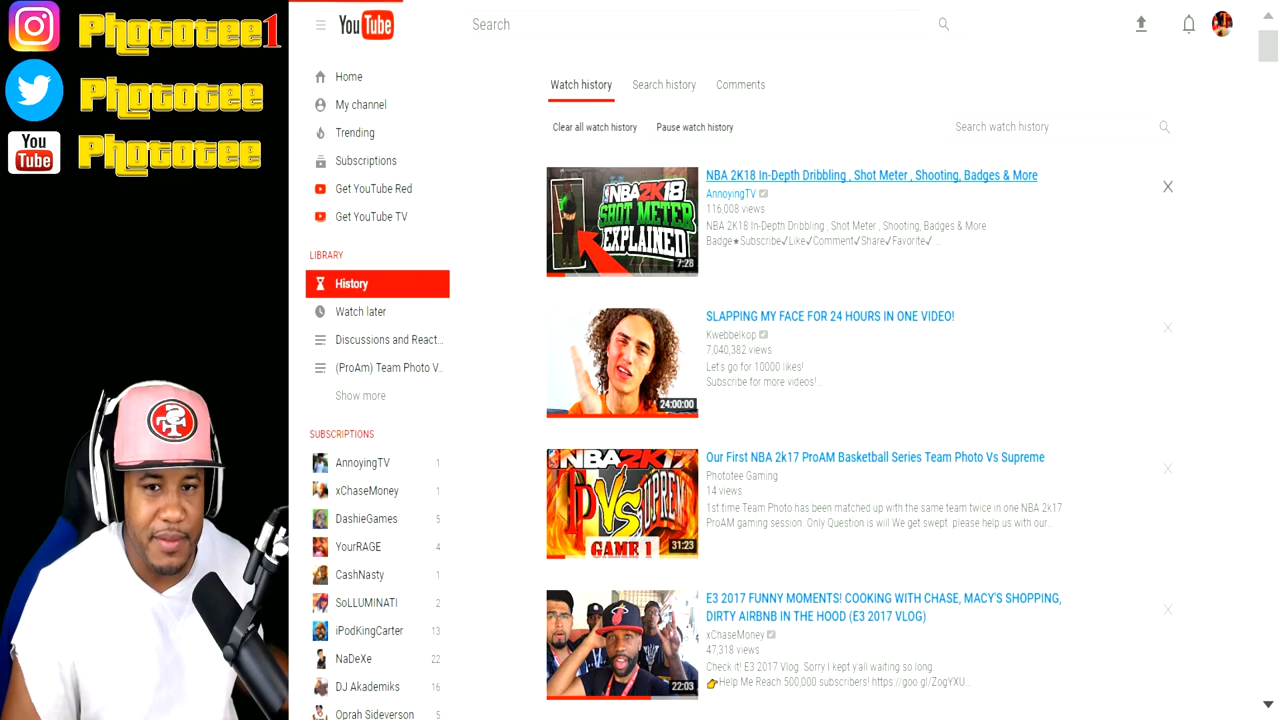 Phototee1
Phototee
You
Tube
Phototee
YouTube
Search
Home
My channel
Trending
Subscriptions
Get YouTube Red
Get YouTube TV
LIBRARY
History
Watch later
Discussions and React...
(ProAm) Team Photo V...
Show more
SUBSCRIPTIONS
AnnoyingTV 1
xChaseMoney 1
DashieGames 5
YourRAGE 4
CashNasty 1
SoLLUMINATI 2
iPodKingCarter 13
NaDeXe 22
DJ Akademiks 16
Oprah Sideverson 5
Watch history Search history Comments
Clear all watch history Pause watch history Search watch history
NBA 2K18
SHOT METER
EXPLAINED
7:28
NBA 2K18 In-Depth Dribbling , Shot Meter , Shooting, Badges & More
AnnoyingTV
116,008 views
NBA 2K18 In-Depth Dribbling , Shot Meter , Shooting, Badges & More
Badge★Subscribe✓Like✓Comment✓Share✓Favorite✓ ...
24:00:00
SLAPPING MY FACE FOR 24 HOURS IN ONE VIDEO!
Kwebbelkop
7,040,382 views
Let's go for 10000 likes!
Subscribe for more videos!...
NBA2K17
VS
SUPREM
GAME 1
31:23
Our First NBA 2k17 ProAM Basketball Series Team Photo Vs Supreme
Phototee Gaming
14 views
1st time Team Photo has been matched up with the same team twice in one NBA 2k17
ProAM gaming session. Only Question is will We get swept. please help us with our...
22:03
E3 2017 FUNNY MOMENTS! COOKING WITH CHASE, MACY'S SHOPPING,
DIRTY AIRBNB IN THE HOOD (E3 2017 VLOG)
xChaseMoney
47,318 views
Check it! E3 2017 Vlog. Sorry I kept y'all waiting so long.
👉Help Me Reach 500,000 subscribers! https://goo.gl/ZogYXU...